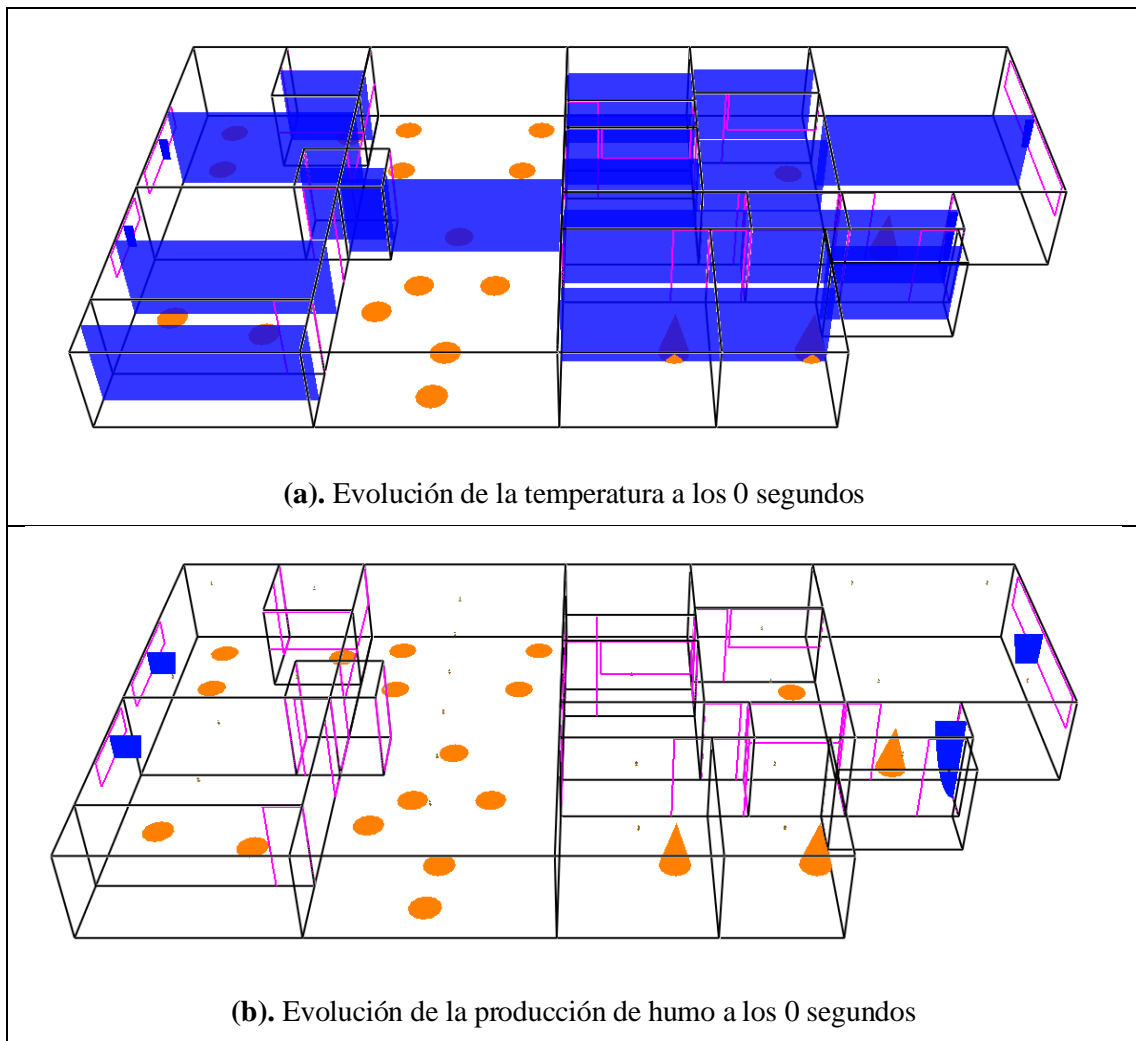 (a). Evolución de la temperatura a los 0 segundos
(b). Evolución de la producción de humo a los 0 segundos